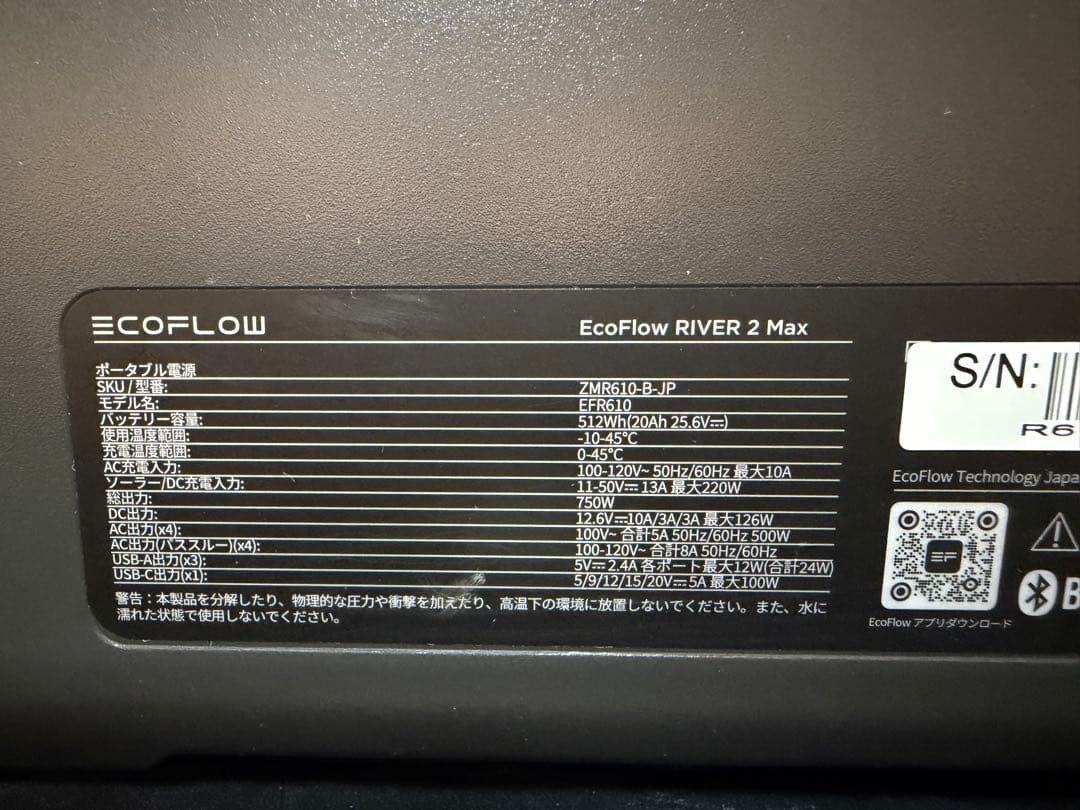 ECOFLOW
EcoFlow RIVER 2 Max
ポータブル電源
SKU / 型番: ZMR610-B-JP
モデル名: EFR610
バッテリー容量: 512Wh(20Ah 25.6V⎓)
使用温度範囲: -10-45°C
充電温度範囲: 0-45°C
AC充電入力: 100-120V~ 50Hz/60Hz 最大10A
ソーラー/DC充電入力: 11-50V⎓ 13A 最大220W
総出力: 750W
DC出力: 12.6V⎓10A/3A/3A 最大126W
AC出力(x4): 100V~ 合計5A 50Hz/60Hz 500W
AC出力(パススルー)(x4): 100-120V~ 合計8A 50Hz/60Hz
USB-A出力(x3): 5V⎓ 2.4A 各ポート最大12W(合計24W)
USB-C出力(x1): 5/9/12/15/20V⎓ 5A 最大100W
警告：本製品を分解したり、物理的な圧力や衝撃を加えたり、高温下の環境に放置しないでください。また、水に
濡れた状態で使用しないでください。
S/N:
R6
EcoFlow Technology Japa
EF
B
EcoFlow アプリダウンロード